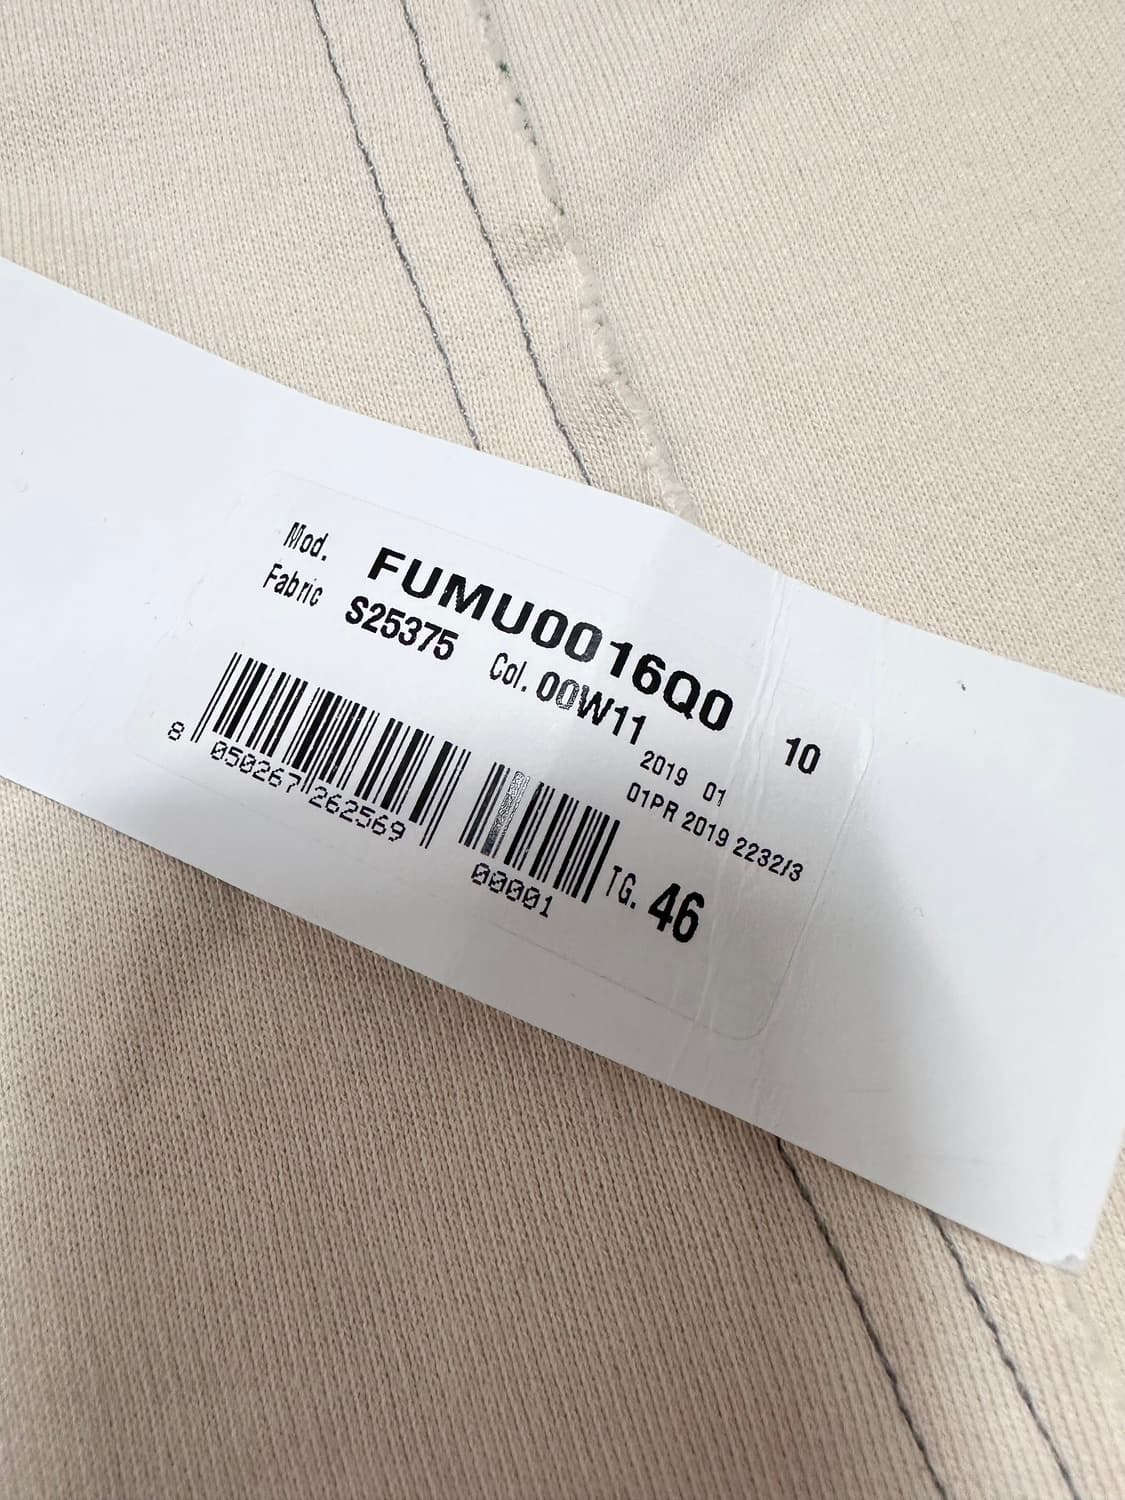 Mod. FUMU0016Q0 10
Fabric S25375 Col. 00W11
2019 01
01PR 2019 2232/3
8 050267 262569
00001 TG. 46